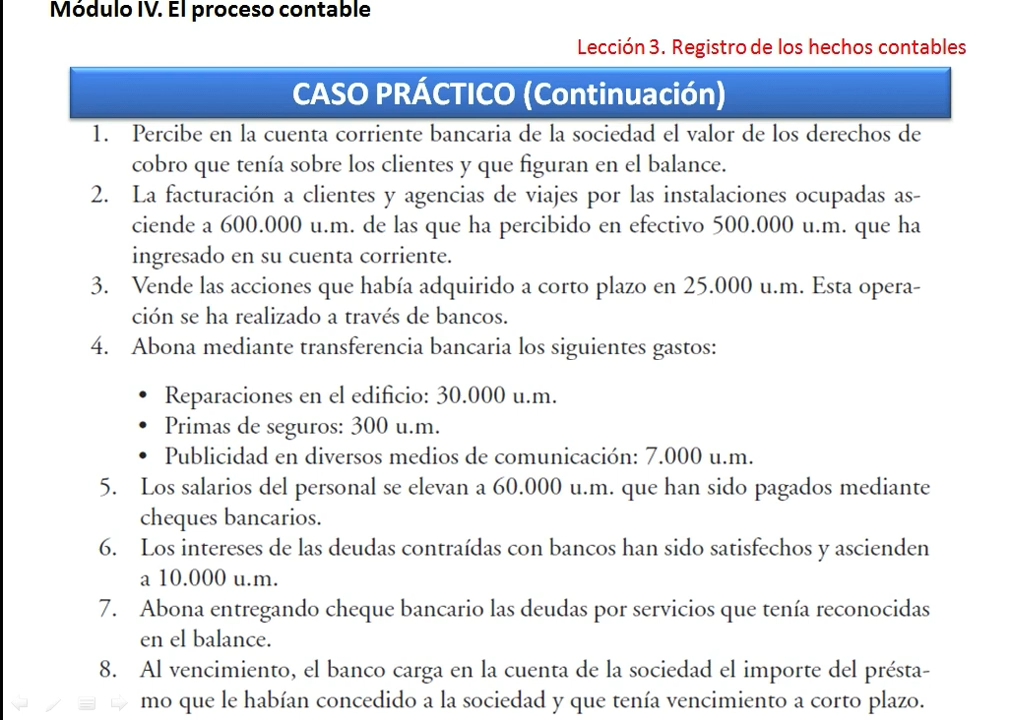 Módulo IV. El proceso contable
Lección 3. Registro de los hechos contables
CASO PRÁCTICO (Continuación)
1. Percibe en la cuenta corriente bancaria de la sociedad el valor de los derechos de
cobro que tenía sobre los clientes y que figuran en el balance.
2. La facturación a clientes y agencias de viajes por las instalaciones ocupadas as-
ciende a 600.000 u.m. de las que ha percibido en efectivo 500.000 u.m. que ha
ingresado en su cuenta corriente.
3. Vende las acciones que había adquirido a corto plazo en 25.000 u.m. Esta opera-
ción se ha realizado a través de bancos.
4. Abona mediante transferencia bancaria los siguientes gastos:
• Reparaciones en el edificio: 30.000 u.m.
• Primas de seguros: 300 u.m.
• Publicidad en diversos medios de comunicación: 7.000 u.m.
5. Los salarios del personal se elevan a 60.000 u.m. que han sido pagados mediante
cheques bancarios.
6. Los intereses de las deudas contraídas con bancos han sido satisfechos y ascienden
a 10.000 u.m.
7. Abona entregando cheque bancario las deudas por servicios que tenía reconocidas
en el balance.
8. Al vencimiento, el banco carga en la cuenta de la sociedad el importe del présta-
mo que le habían concedido a la sociedad y que tenía vencimiento a corto plazo.